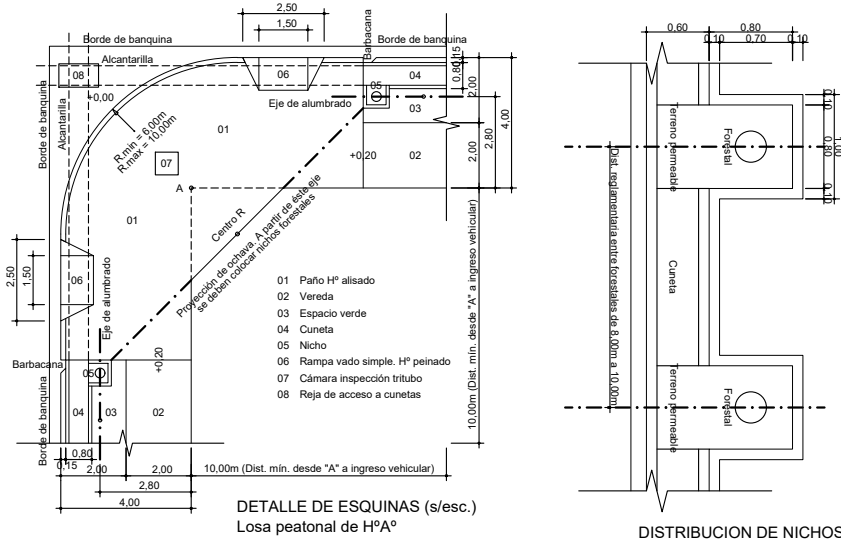 2,50
1,50
Borde de banquina
Barbacana
Borde de banquina
Alcantarilla
08
06
04
05
03
+0,00
Eje de alumbrado
0,15
0,80
2,00
2,80
4,00
2,00
Borde de banquina
Alcantarilla
R.min = 6,00m
R.max = 10,00m
01
07
+0,20
02
A
01
Centro R
Proyección de ochava. A partir de éste eje
se deben colocar nichos forestales
2,50
1,50
06
Eje de alumbrado
01 Paño Hº alisado
02 Vereda
03 Espacio verde
04 Cuneta
05 Nicho
06 Rampa vado simple. Hº peinado
07 Cámara inspección tritubo
08 Reja de acceso a cunetas
10,00m (Dist. mín. desde "A" a ingreso vehicular)
Barbacana
05
+0,20
Borde de banquina
04
03
02
0,80
0,15
2,00
2,00
10,00m (Dist. mín. desde "A" a ingreso vehicular)
2,80
4,00
DETALLE DE ESQUINAS (s/esc.)
Losa peatonal de HºAº
0,60
0,80
0,10
0,70
0,10
Terreno permeable
Forestal
0,10
0,80
1,00
0,10
Dist. reglamentaria entre forestales de 8,00m a 10,00m
Cuneta
Terreno permeable
Forestal
DISTRIBUCION DE NICHOS